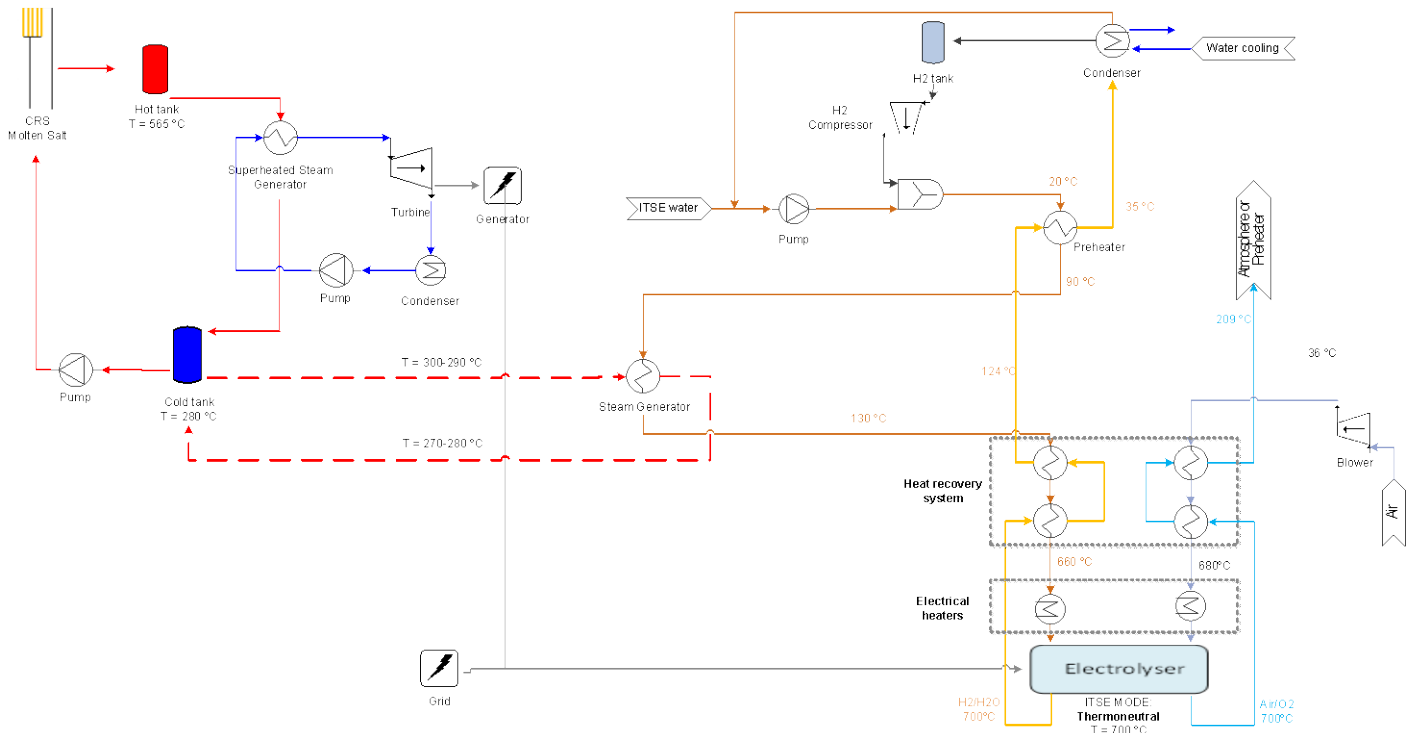 Water cooling
Condenser
H2 tank
CRS
Molten Salt
Hot tank
T = 565 °C
H2
Compressor
Superheated Steam
Generator
Turbine
Generator
20 °C
35 °C
ITSE water
Pump
Preheater
Atmosphere or
Preheater
Pump
Condenser
90 °C
209 °C
36 °C
T = 300-290 °C
124°C
Pump
Cold tank
T = 280 °C
Steam Generator
130 °C
T = 270-280°C
Blower
Air
Heat recovery
system
660 °C
680°C
Electrical
heaters
Electrolyser
Grid
H2/H2O
700°C
ITSE MODE:
Thermoneutral
T = 700 °C
Air/O2
700°C